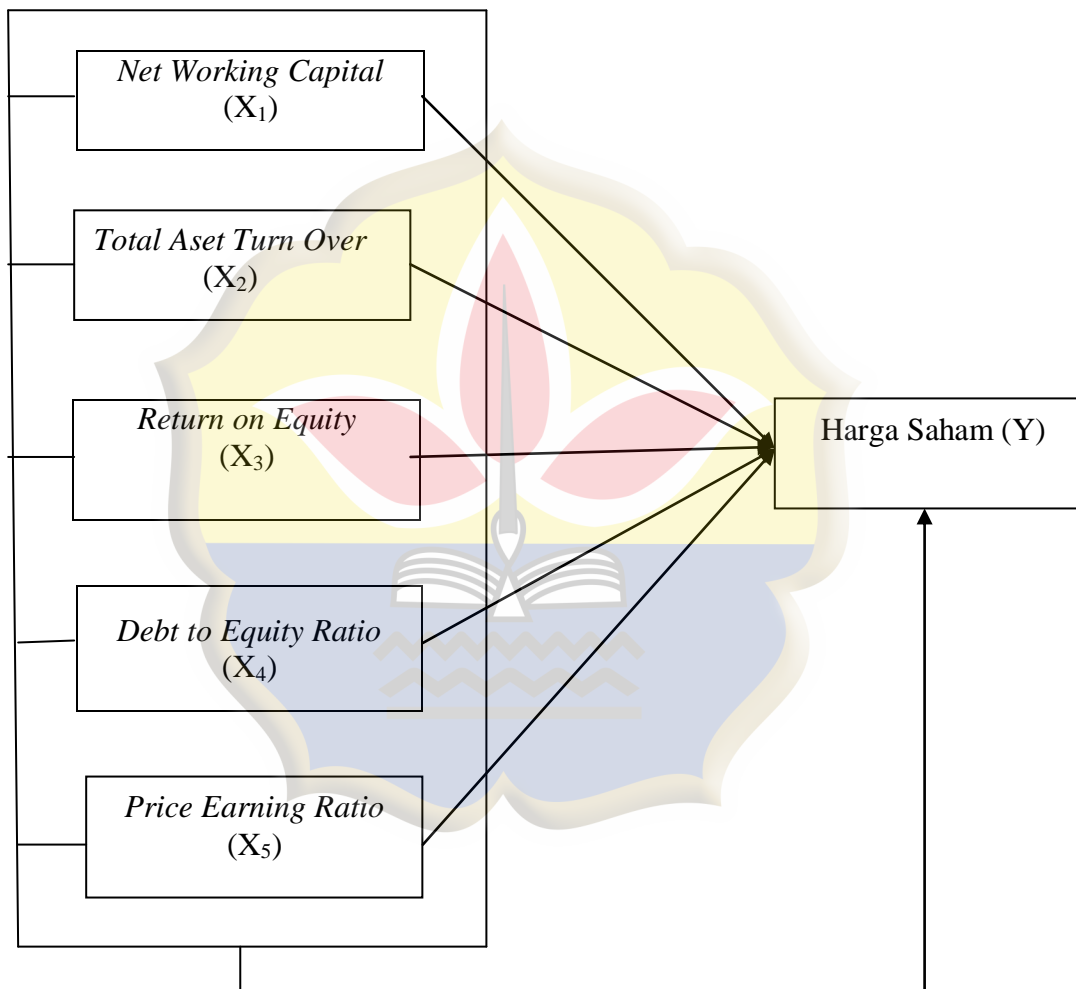 Net Working Capital
(X₁)
Total Aset Turn Over
(X₂)
Return on Equity
(X₃)
Harga Saham (Y)
Debt to Equity Ratio
(X₄)
Price Earning Ratio
(X₅)